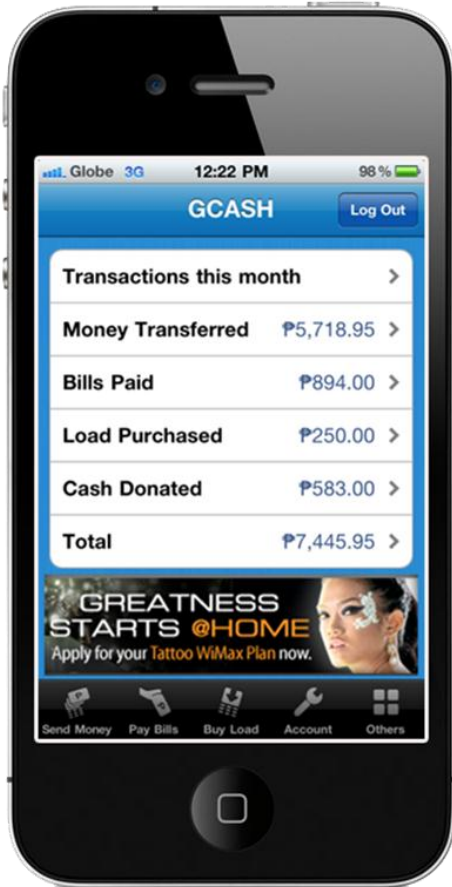 Globe 3G 12:22 PM 98 %
GCASH Log Out
Transactions this month
Money Transferred ₱5,718.95
Bills Paid ₱894.00
Load Purchased ₱250.00
Cash Donated ₱583.00
Total ₱7,445.95
GREATNESS
STARTS @HOME
Apply for your Tattoo WiMax Plan now.
Send Money Pay Bills Buy Load Account Others